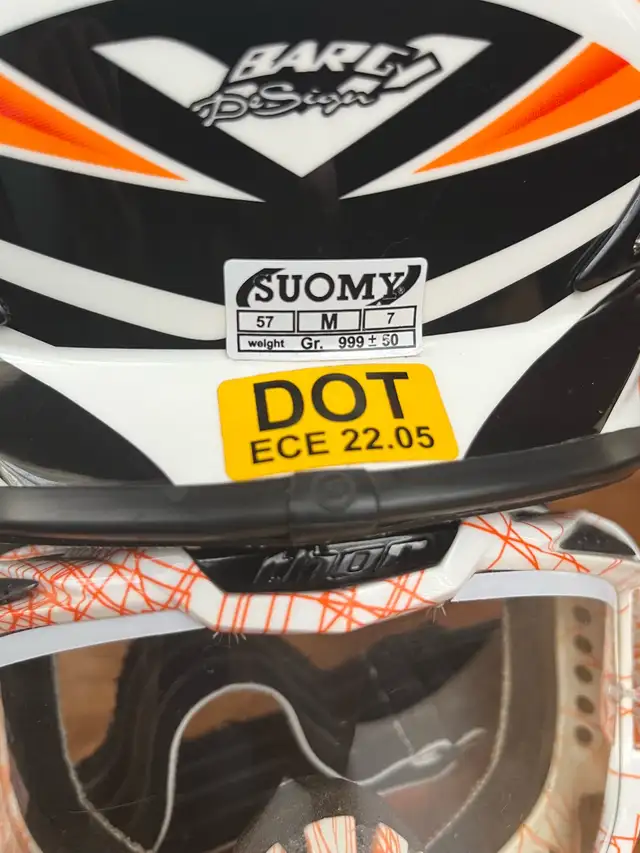 BARCY
DeSign
SUOMY
57 M 7
weight Gr. 999 ± 50
DOT
ECE 22.05
thor